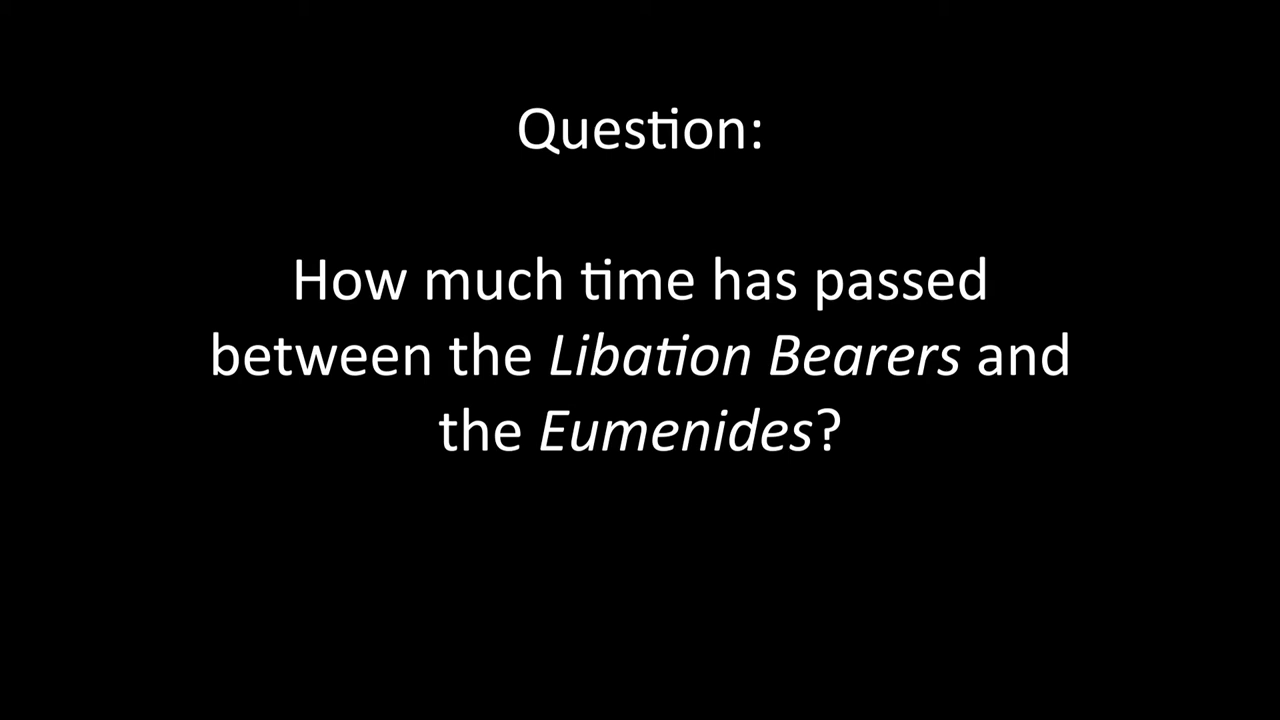 Question:
How much time has passed
between the Libation Bearers and
the Eumenides?